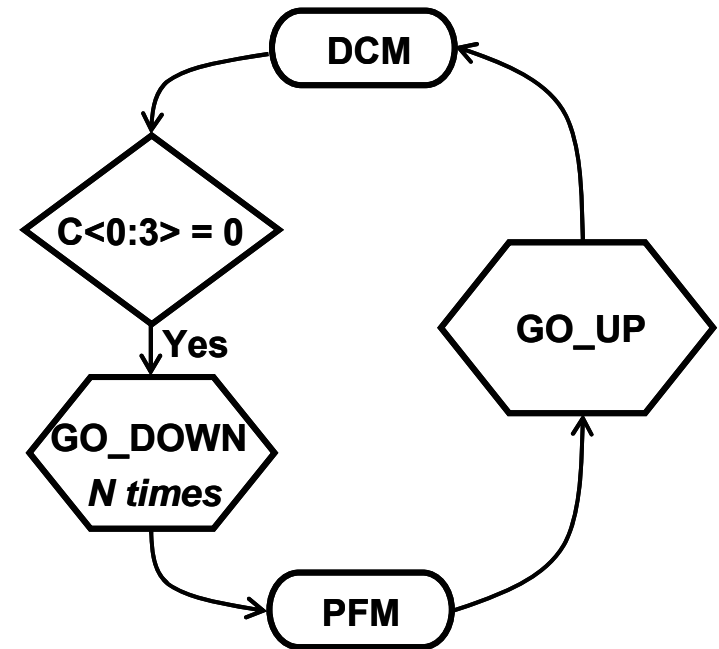 DCM
C<0:3> = 0
Yes
GO_UP
GO_DOWN
N times
PFM